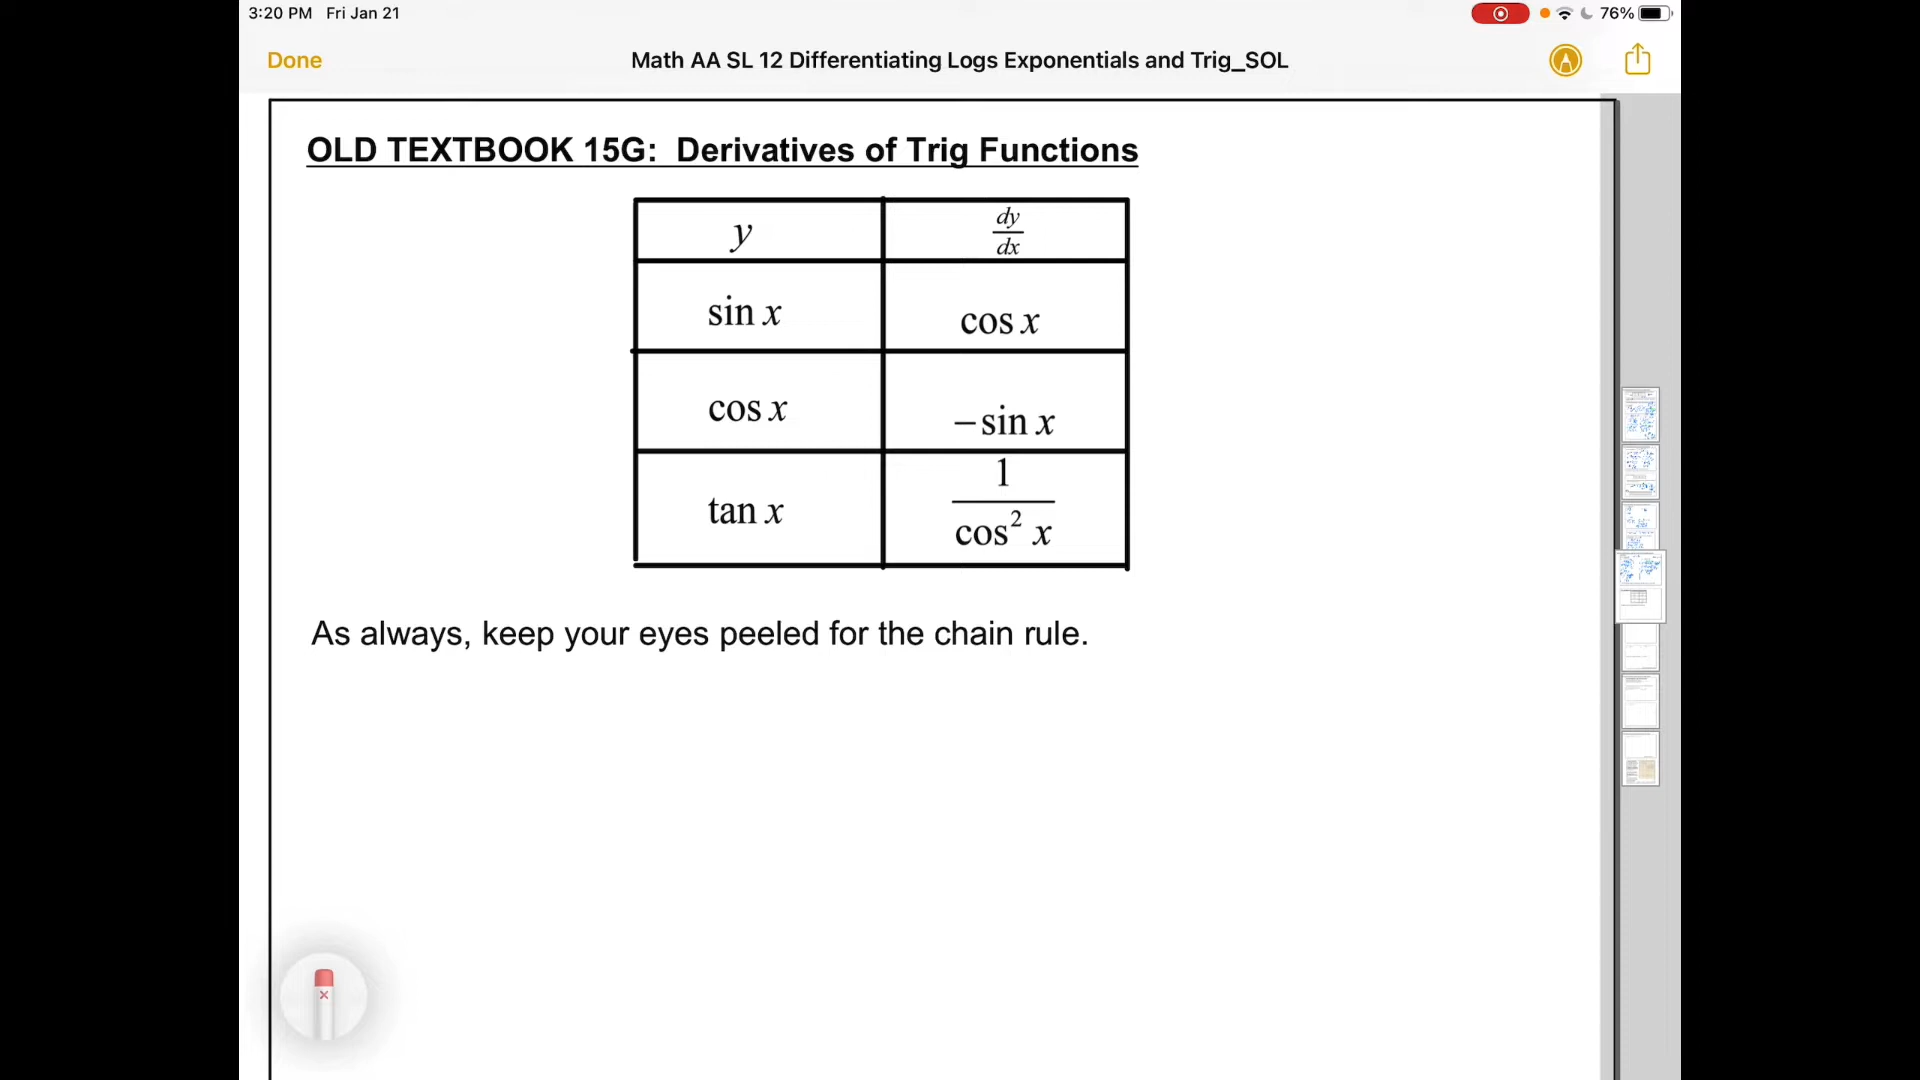 3:20 PM Fri Jan 21
76%
Done
Math AA SL 12 Differentiating Logs Exponentials and Trig_SOL
OLD TEXTBOOK 15G: Derivatives of Trig Functions
y dy/dx
sin x cos x
cos x −sin x
tan x 1/cos² x
As always, keep your eyes peeled for the chain rule.